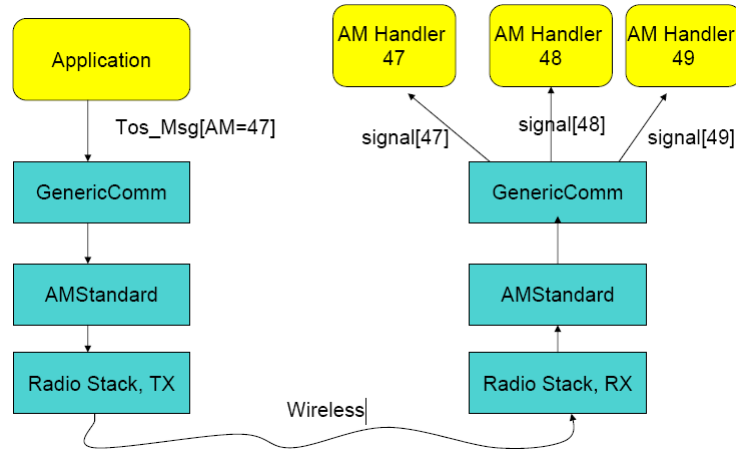 Application
Tos_Msg[AM=47]
GenericComm
AMStandard
Radio Stack, TX
Wireless
AM Handler
47
AM Handler
48
AM Handler
49
signal[47]
signal[48]
signal[49]
GenericComm
AMStandard
Radio Stack, RX